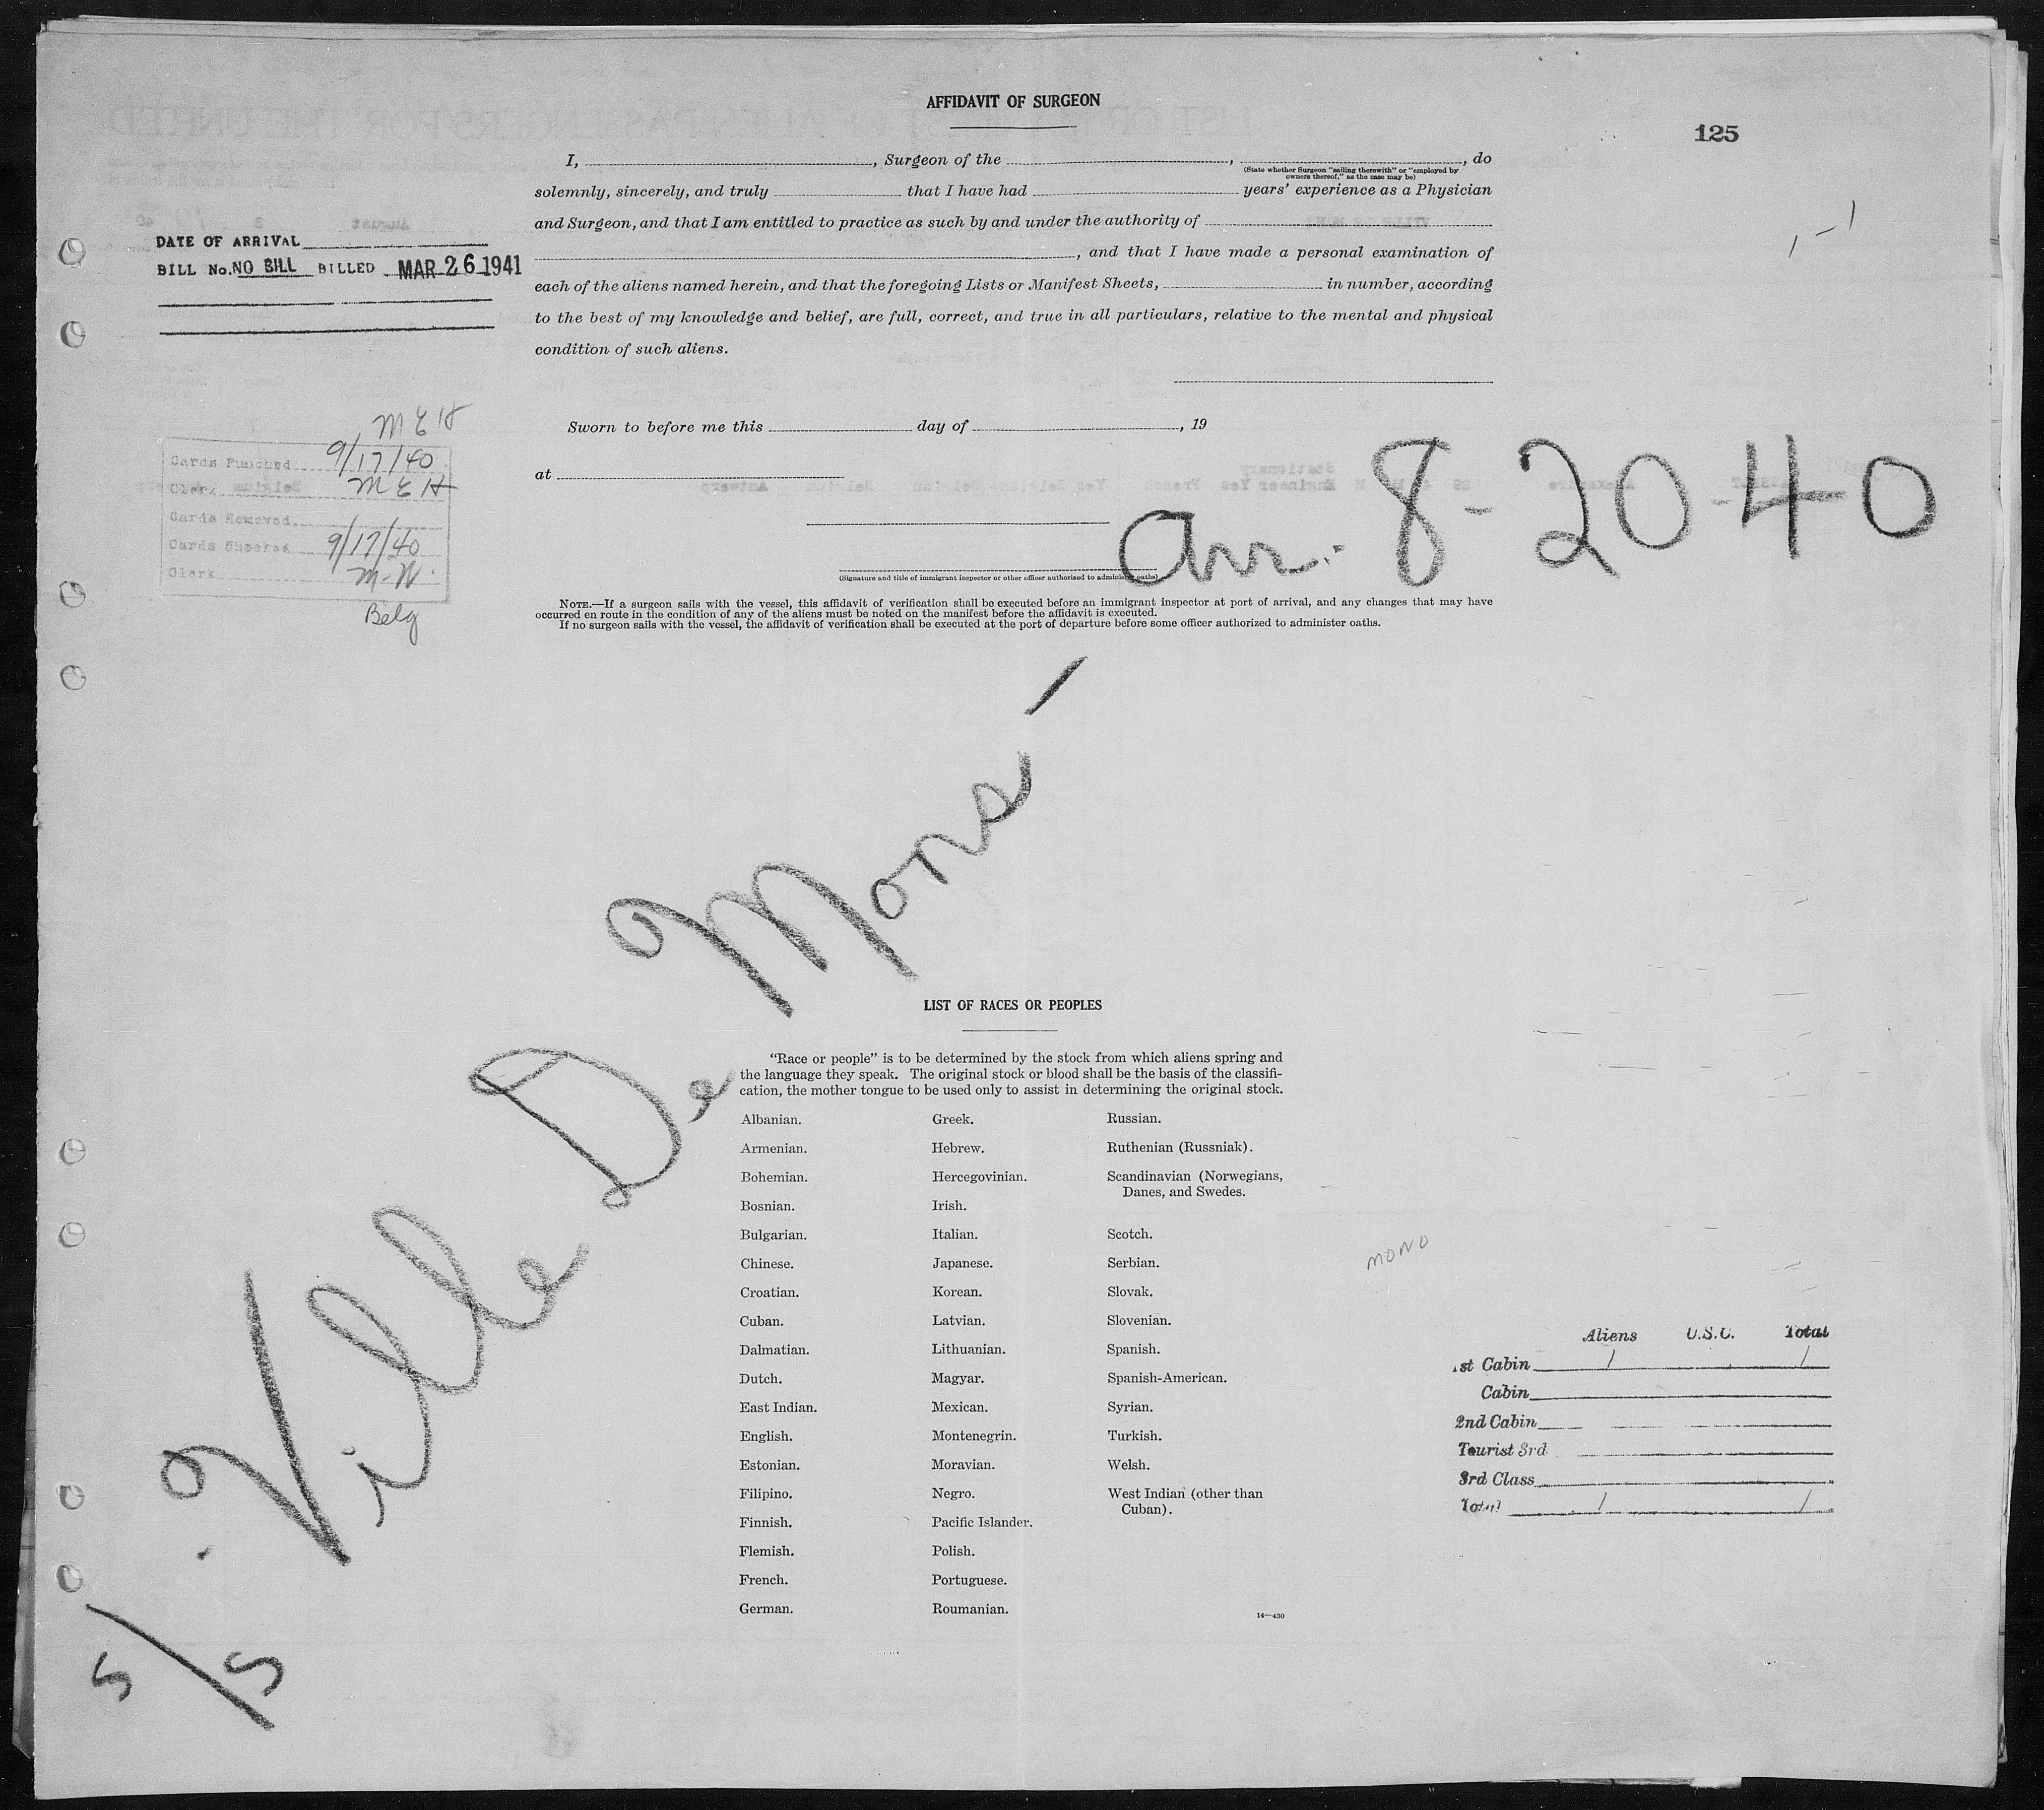 AFFIDAVIT OF SURGEON
125
I, , Surgeon of the , , do
(State whether Surgeon "sailing therewith" or "employed by
owners thereof," as the case may be)
solemnly, sincerely, and truly that I have had years' experience as a Physician
and Surgeon, and that I am entitled to practice as such by and under the authority of
, and that I have made a personal examination of
each of the aliens named herein, and that the foregoing Lists or Manifest Sheets, in number, according
to the best of my knowledge and belief, are full, correct, and true in all particulars, relative to the mental and physical
condition of such aliens.
1-1
DATE OF ARRIVAL
BILL No. NO BILL BILLED MAR 26 1941
Sworn to before me this day of , 19
at
(Signature and title of immigrant inspector or other officer authorized to administer oaths)
Arr. 8-20-40
MEH
Cards Punched 9/17/40
Clerk MEH
Cards Removed
Cards Checked 9/17/40
Clerk M-W.
Belg
NOTE.—If a surgeon sails with the vessel, this affidavit of verification shall be executed before an immigrant inspector at port of arrival, and any changes that may have
occurred en route in the condition of any of the aliens must be noted on the manifest before the affidavit is executed.
If no surgeon sails with the vessel, the affidavit of verification shall be executed at the port of departure before some officer authorized to administer oaths.
S/S Ville De Mons -
LIST OF RACES OR PEOPLES
"Race or people" is to be determined by the stock from which aliens spring and
the language they speak. The original stock or blood shall be the basis of the classifi-
cation, the mother tongue to be used only to assist in determining the original stock.
Albanian.
Armenian.
Bohemian.
Bosnian.
Bulgarian.
Chinese.
Croatian.
Cuban.
Dalmatian.
Dutch.
East Indian.
English.
Estonian.
Filipino.
Finnish.
Flemish.
French.
German.
Greek.
Hebrew.
Hercegovinian.
Irish.
Italian.
Japanese.
Korean.
Latvian.
Lithuanian.
Magyar.
Mexican.
Montenegrin.
Moravian.
Negro.
Pacific Islander.
Polish.
Portuguese.
Roumanian.
Russian.
Ruthenian (Russniak).
Scandinavian (Norwegians,
Danes, and Swedes.
Scotch.
Serbian.
Slovak.
Slovenian.
Spanish.
Spanish-American.
Syrian.
Turkish.
Welsh.
West Indian (other than
Cuban).
14—430
MONO
Aliens U.S.C. Total
1st Cabin 1 1
Cabin
2nd Cabin
Tourist 3rd
3rd Class
Total 1 1